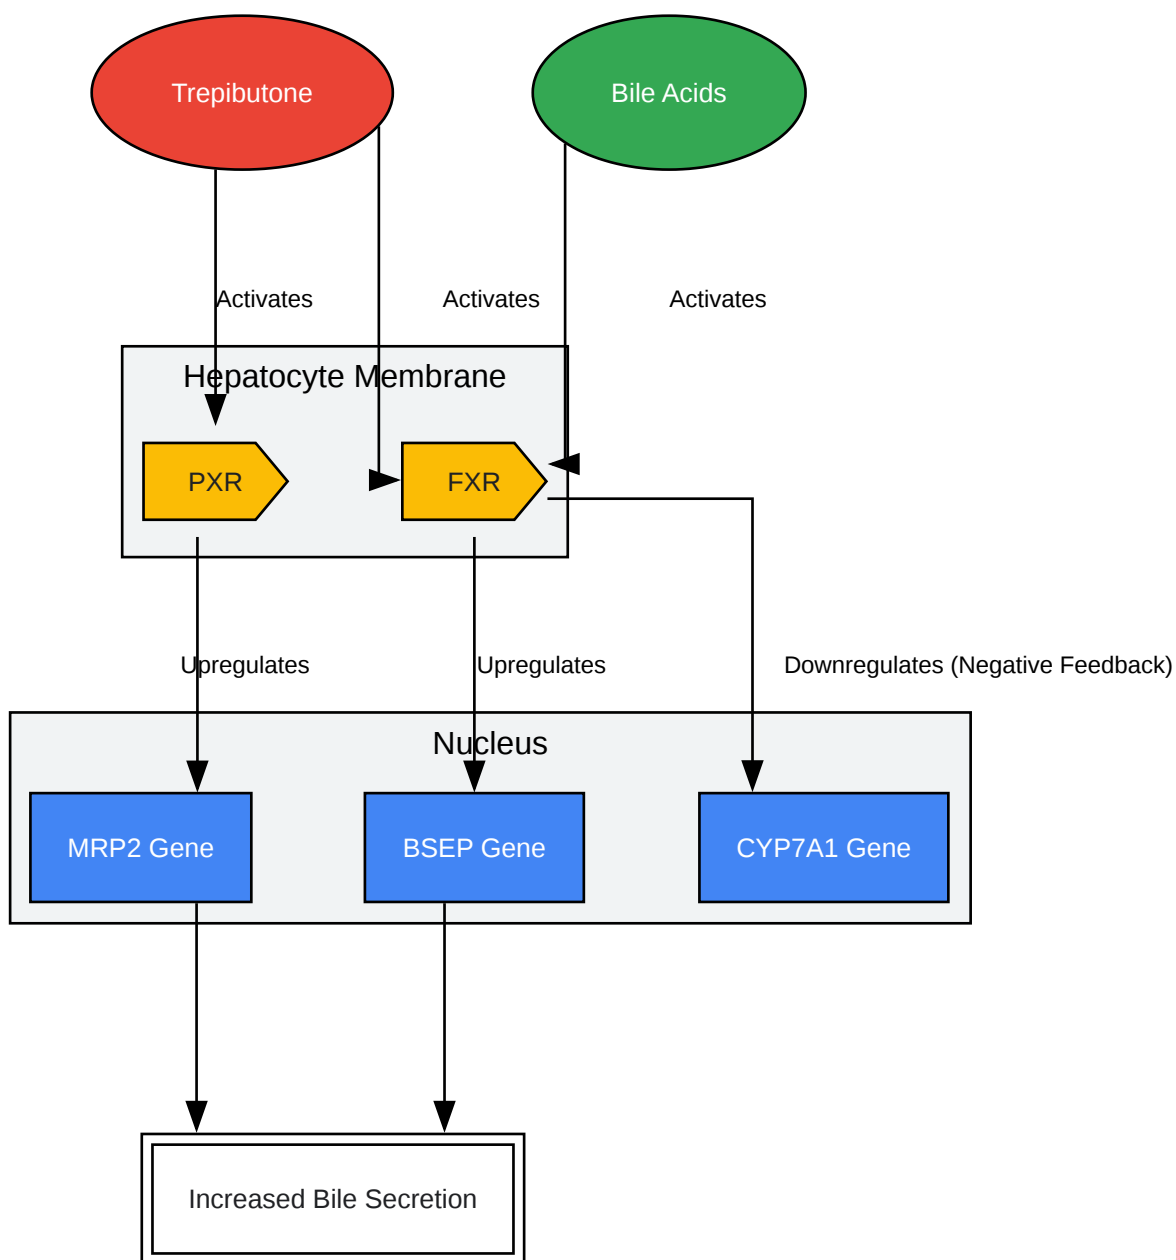 Trepibutone
Bile Acids
Activates
Activates
Activates
Hepatocyte Membrane
PXR
FXR
Upregulates
Upregulates
Downregulates (Negative Feedback)
Nucleus
MRP2 Gene
BSEP Gene
CYP7A1 Gene
Increased Bile Secretion